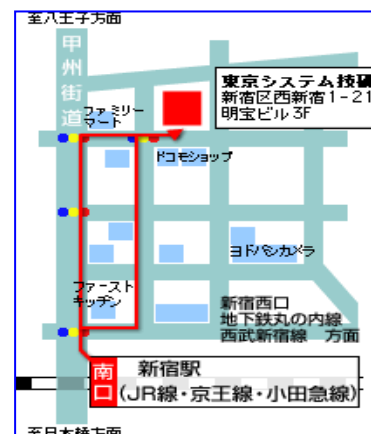 至八王子方面
甲州街道
ファミリー
マート
東京システム技研
新宿区西新宿1-21
明宝ビル3F
ドコモショップ
ヨドバシカメラ
ファースト
キッチン
新宿西口
地下鉄丸の内線
西武新宿線 方面
南口
新宿駅
(JR線・京王線・小田急線)
至日本橋方面